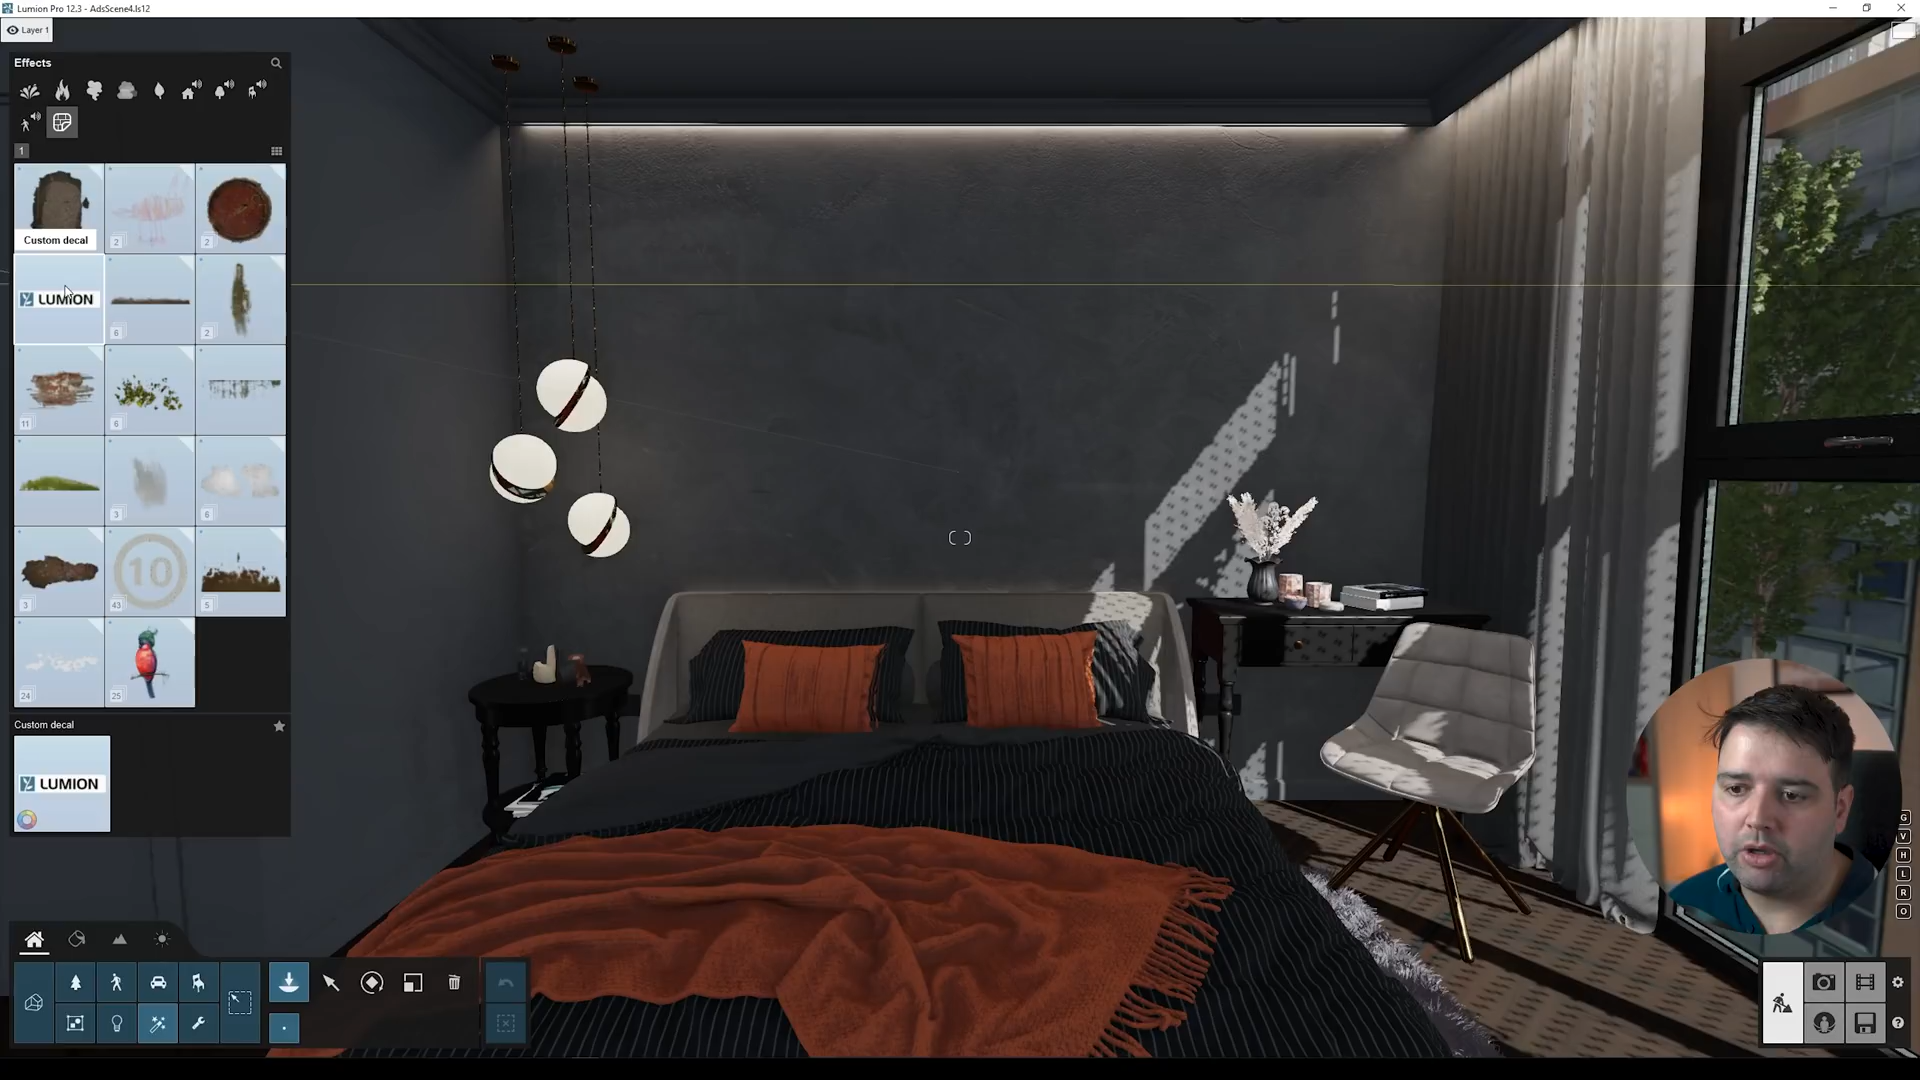 Lumion Pro 12.3 - AdsScene4.ls12
Layer 1
Effects
1
Custom decal
2
2
LUMION
6
2
11
6
3
6
3
10
43
5
24
25
Custom decal
LUMION
G
V
H
L
R
O
?